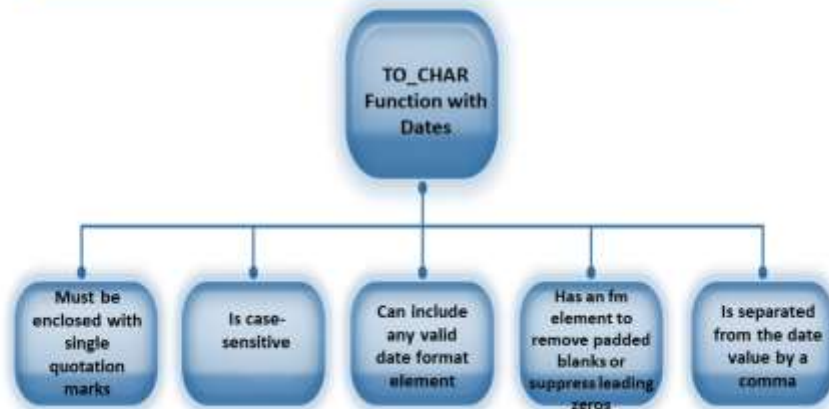 TO_CHAR
Function with
Dates
Must be
enclosed with
single
quotation
marks
Is case-
sensitive
Can include
any valid
date format
element
Has an fm
element to
remove padded
blanks or
suppress leading
zeros
Is separated
from the date
value by a
comma